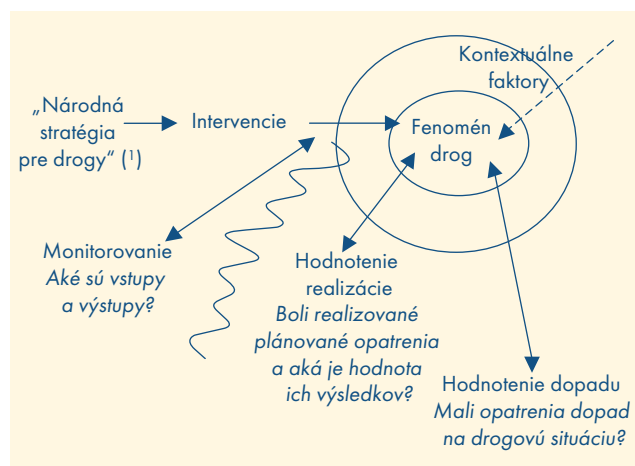 Kontextuálne
faktory
„Národná
stratégia
pre drogy“ (¹)
Intervencie
Fenomén
drog
Monitorovanie
Aké sú vstupy
a výstupy?
Hodnotenie
realizácie
Boli realizované
plánované opatrenia
a aká je hodnota
ich výsledkov?
Hodnotenie dopadu
Mali opatrenia dopad
na drogovú situáciu?